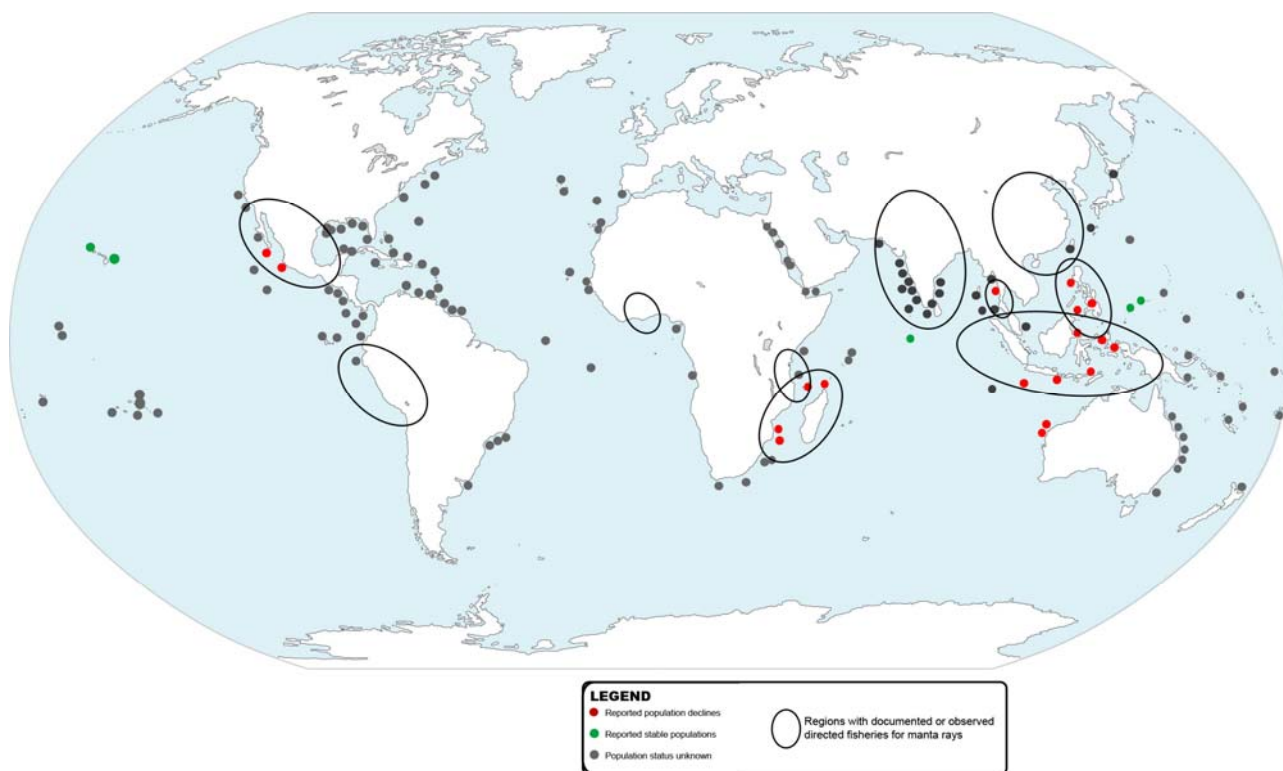 LEGEND
Reported population declines
Reported stable populations
Population status unknown
Regions with documented or observed
directed fisheries for manta rays